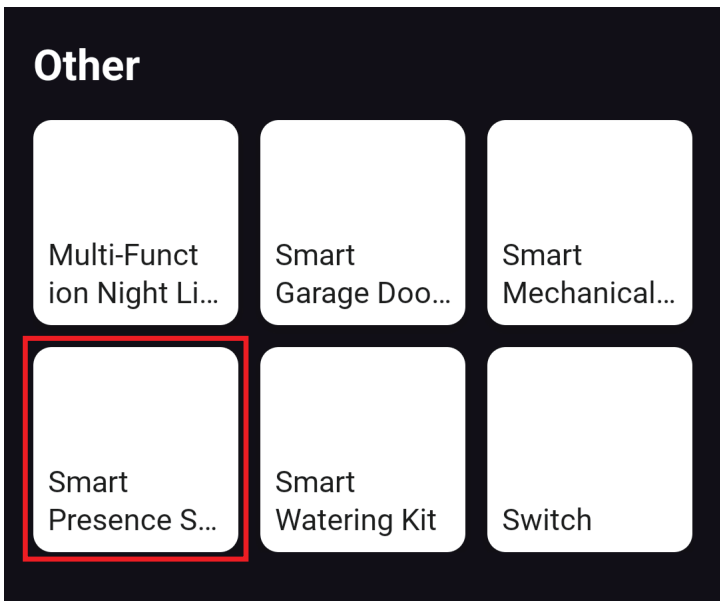 Other
Multi-Funct
ion Night Li...
Smart
Garage Doo...
Smart
Mechanical...
Smart
Presence S...
Smart
Watering Kit
Switch